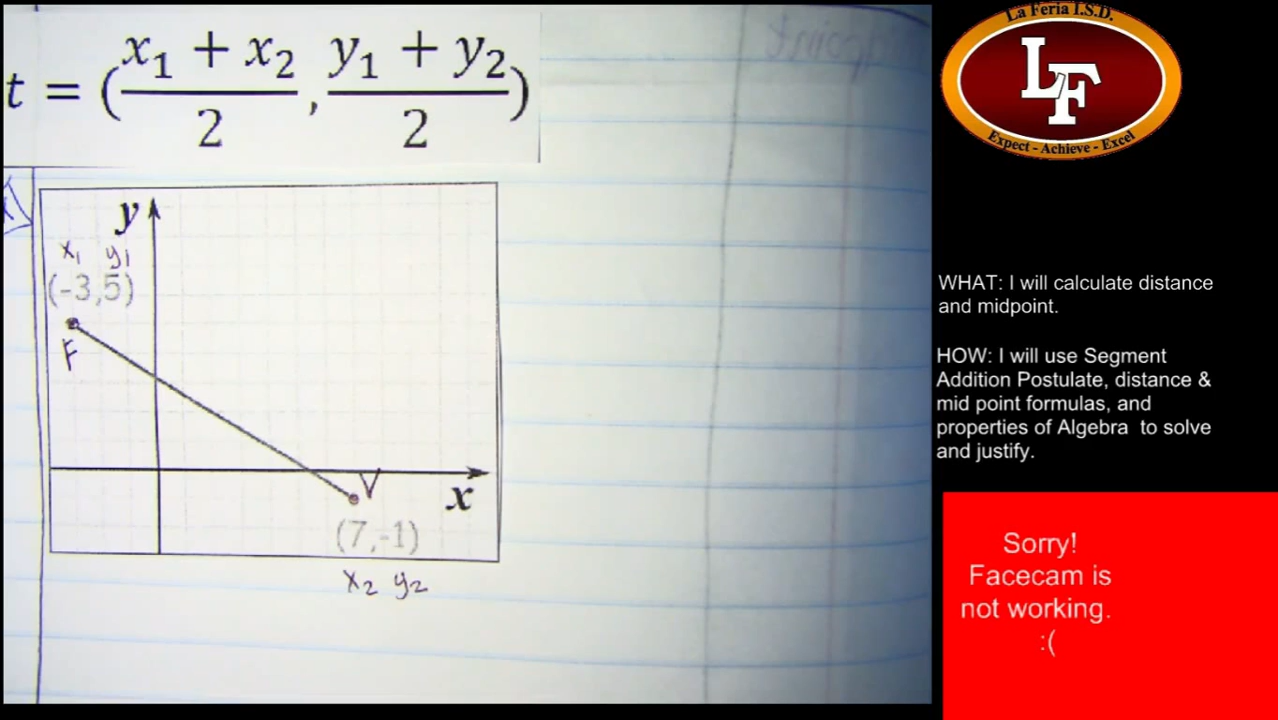 t = (x₁ + x₂/2, y₁ + y₂/2)
y
x₁ y₁
(-3,5)
F
V
x
(7,-1)
x₂ y₂
La Feria I.S.D.
LF
Expect - Achieve - Excel
WHAT: I will calculate distance
and midpoint.
HOW: I will use Segment
Addition Postulate, distance &
mid point formulas, and
properties of Algebra to solve
and justify.
Sorry!
Facecam is
not working.
:(